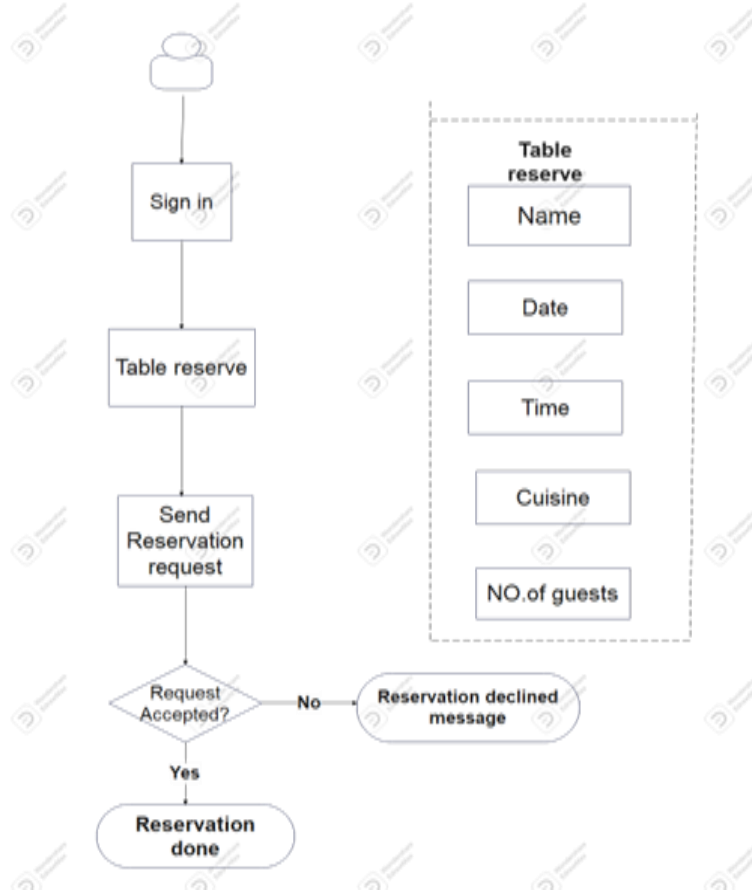 Sign in
Table reserve
Send
Reservation
request
Request
Accepted?
No
Reservation declined
message
Yes
Reservation
done
Table
reserve
Name
Date
Time
Cuisine
NO.of guests